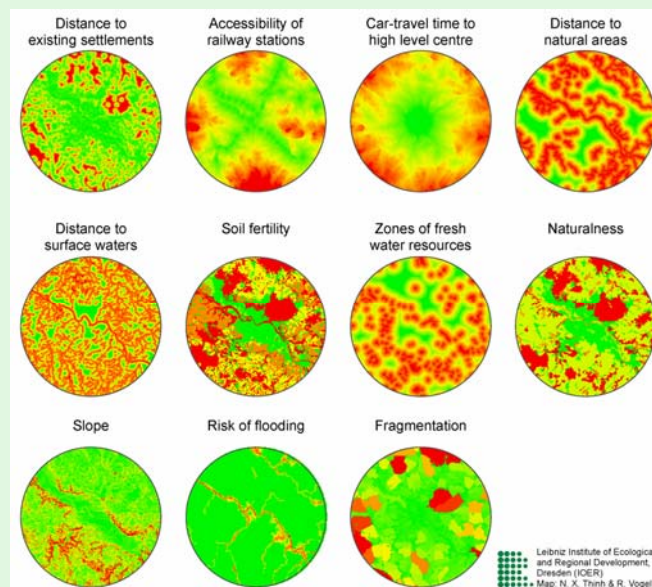 Distance to
existing settlements
Accessibility of
railway stations
Car-travel time to
high level centre
Distance to
natural areas
Distance to
surface waters
Soil fertility
Zones of fresh
water resources
Naturalness
Slope
Risk of flooding
Fragmentation
Leibniz Institute of Ecological
and Regional Development,
Dresden (IOER)
Map: N. X. Thinh & R. Vogel